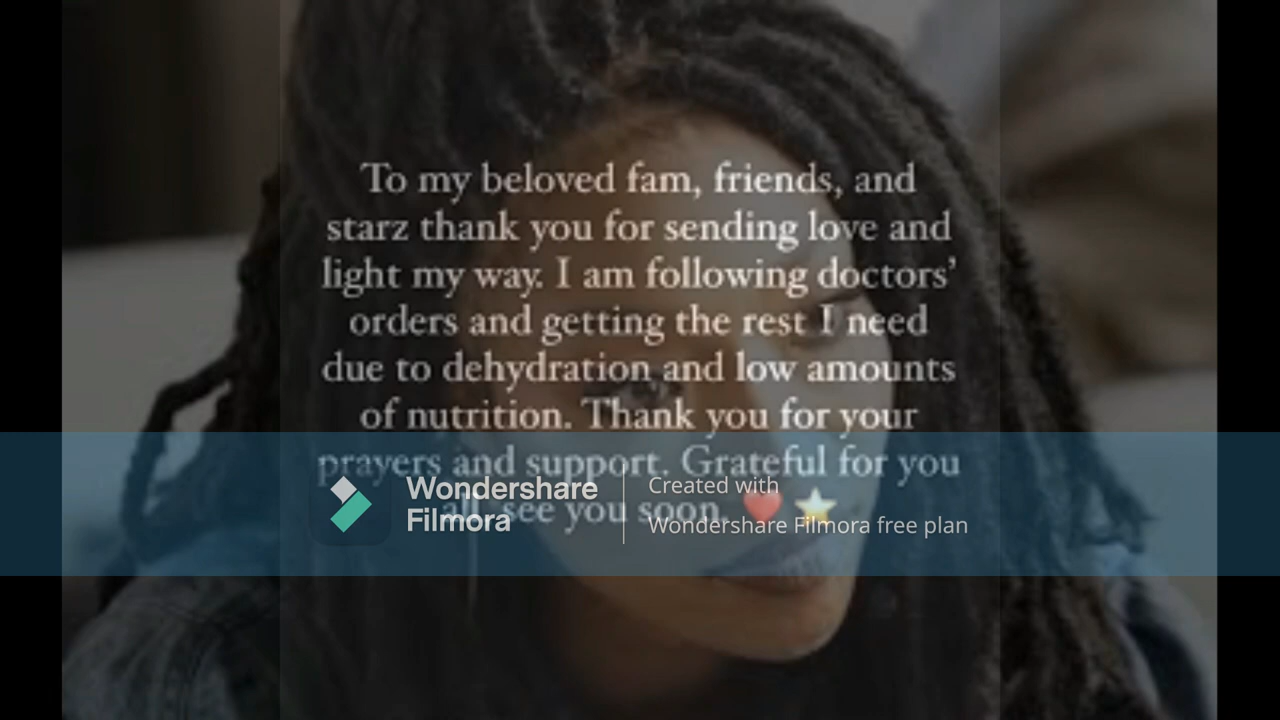 To my beloved fam, friends, and
starz thank you for sending love and
light my way. I am following doctors’
orders and getting the rest I need
due to dehydration and low amounts
of nutrition. Thank you for your
prayers and support. Grateful for you
all, see you soon. ❤️ ⭐
Wondershare
Filmora
Created with
Wondershare Filmora free plan